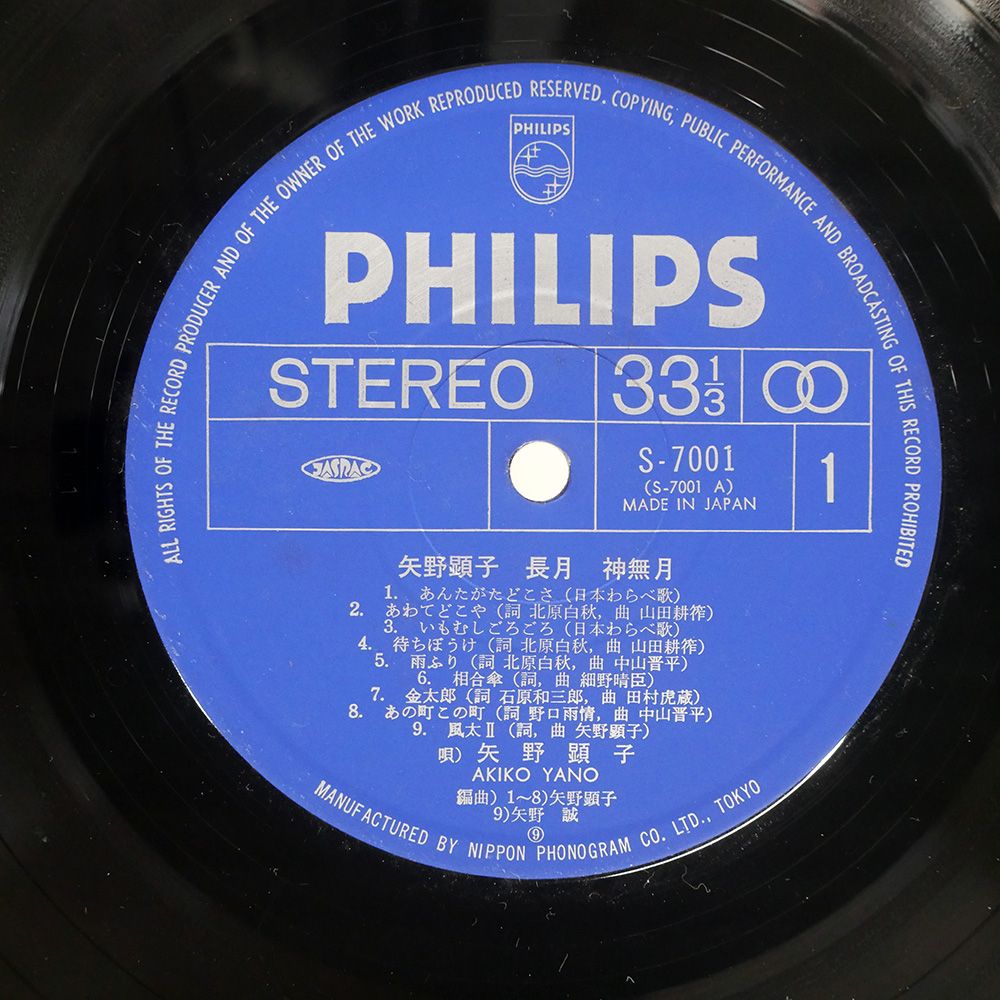 ALL RIGHTS OF THE RECORD PRODUCER AND OF THE OWNER OF THE WORK REPRODUCED RESERVED. COPYING, PUBLIC PERFORMANCE AND BROADCASTING OF THIS RECORD PROHIBITED
PHILIPS
PHILIPS
STEREO 33 1/3
JASRAC S-7001 1
(S-7001 A)
MADE IN JAPAN
矢野顕子 長月 神無月
1. あんたがたどこさ (日本わらべ歌)
2. あわてどこや (詞 北原白秋, 曲 山田耕筰)
3. いもむしごろごろ (日本わらべ歌)
4. 待ちぼうけ (詞 北原白秋, 曲 山田耕筰)
5. 雨ふり (詞 北原白秋, 曲 中山晋平)
6. 相合傘 (詞, 曲 細野晴臣)
7. 金太郎 (詞 石原和三郎, 曲 田村虎蔵)
8. あの町この町 (詞 野口雨情, 曲 中山晋平)
9. 風太Ⅱ (詞, 曲 矢野顕子)
唄) 矢野顕子
AKIKO YANO
編曲) 1〜8)矢野顕子
9)矢野 誠
⑨
MANUFACTURED BY NIPPON PHONOGRAM CO. LTD., TOKYO